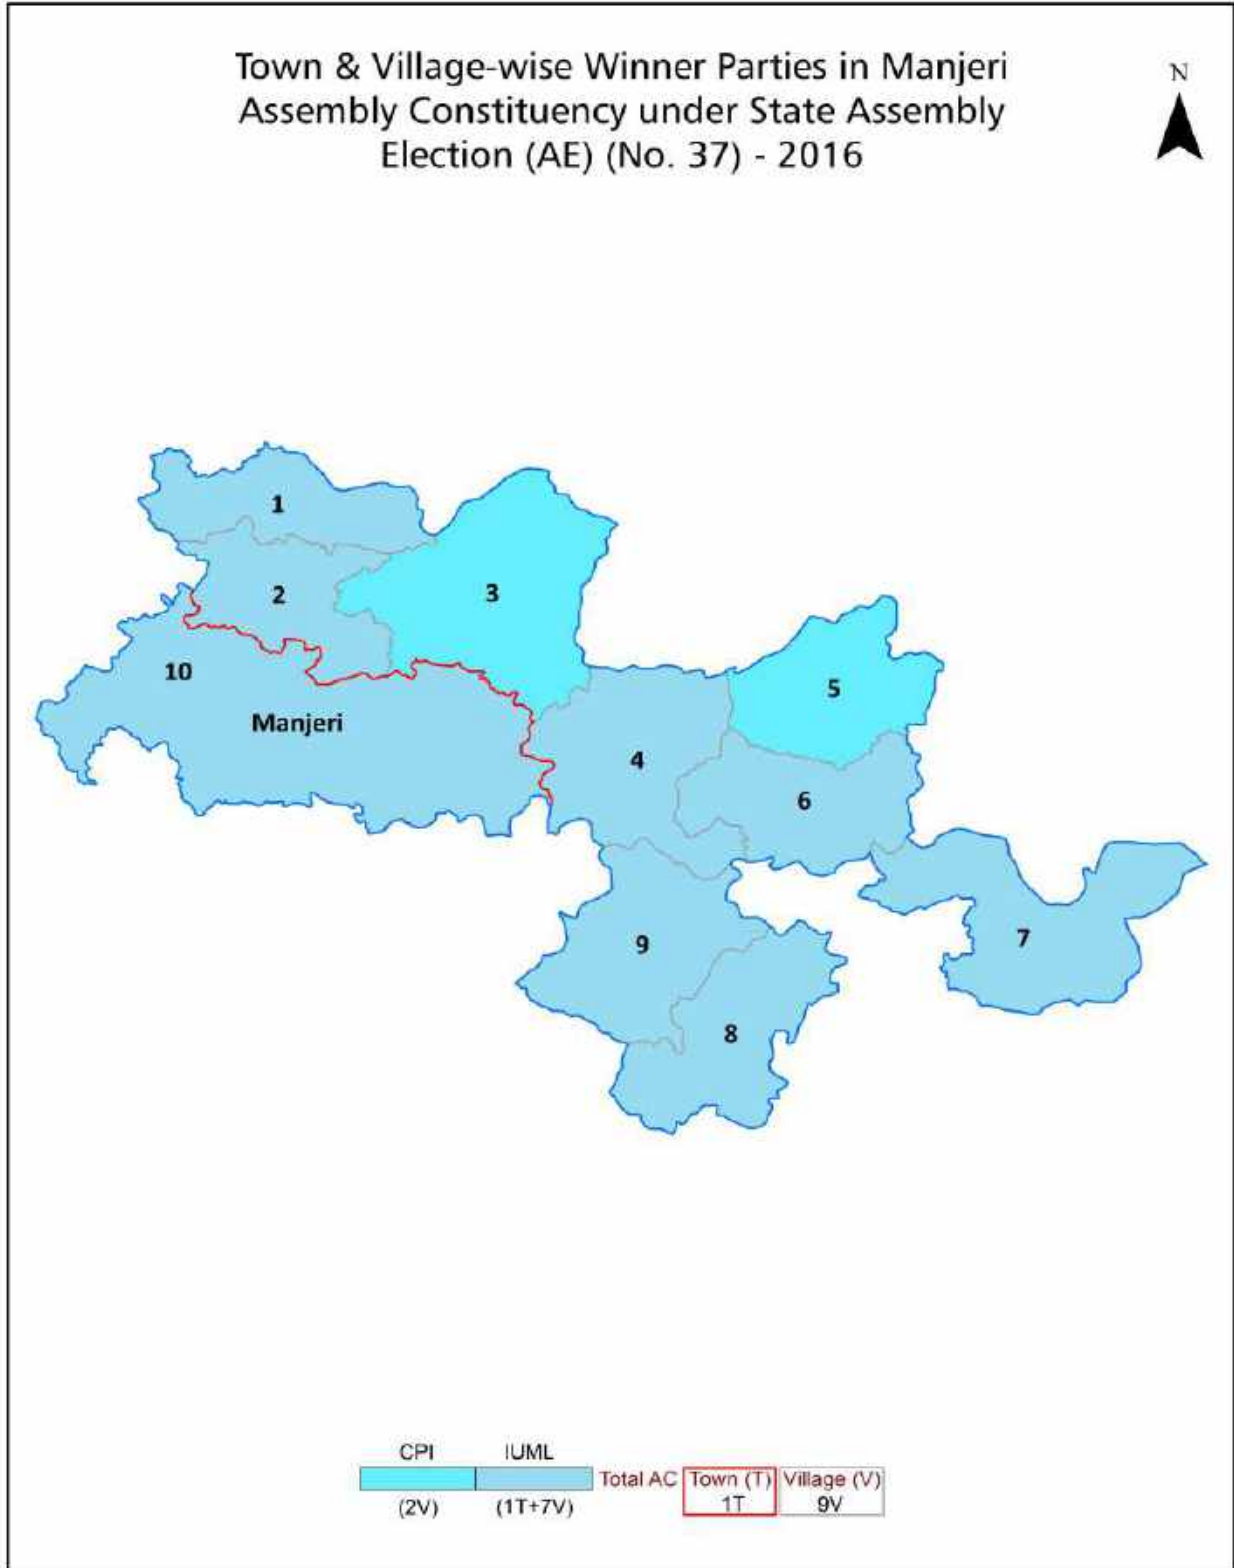 Town & Village-wise Winner Parties in Manjeri
Assembly Constituency under State Assembly
Election (AE) (No. 37) - 2016
N
1
2
3
10
Manjeri
4
5
6
7
9
8
CPI IUML
Total AC Town (T) Village (V)
(2V) (1T+7V) 1T 9V